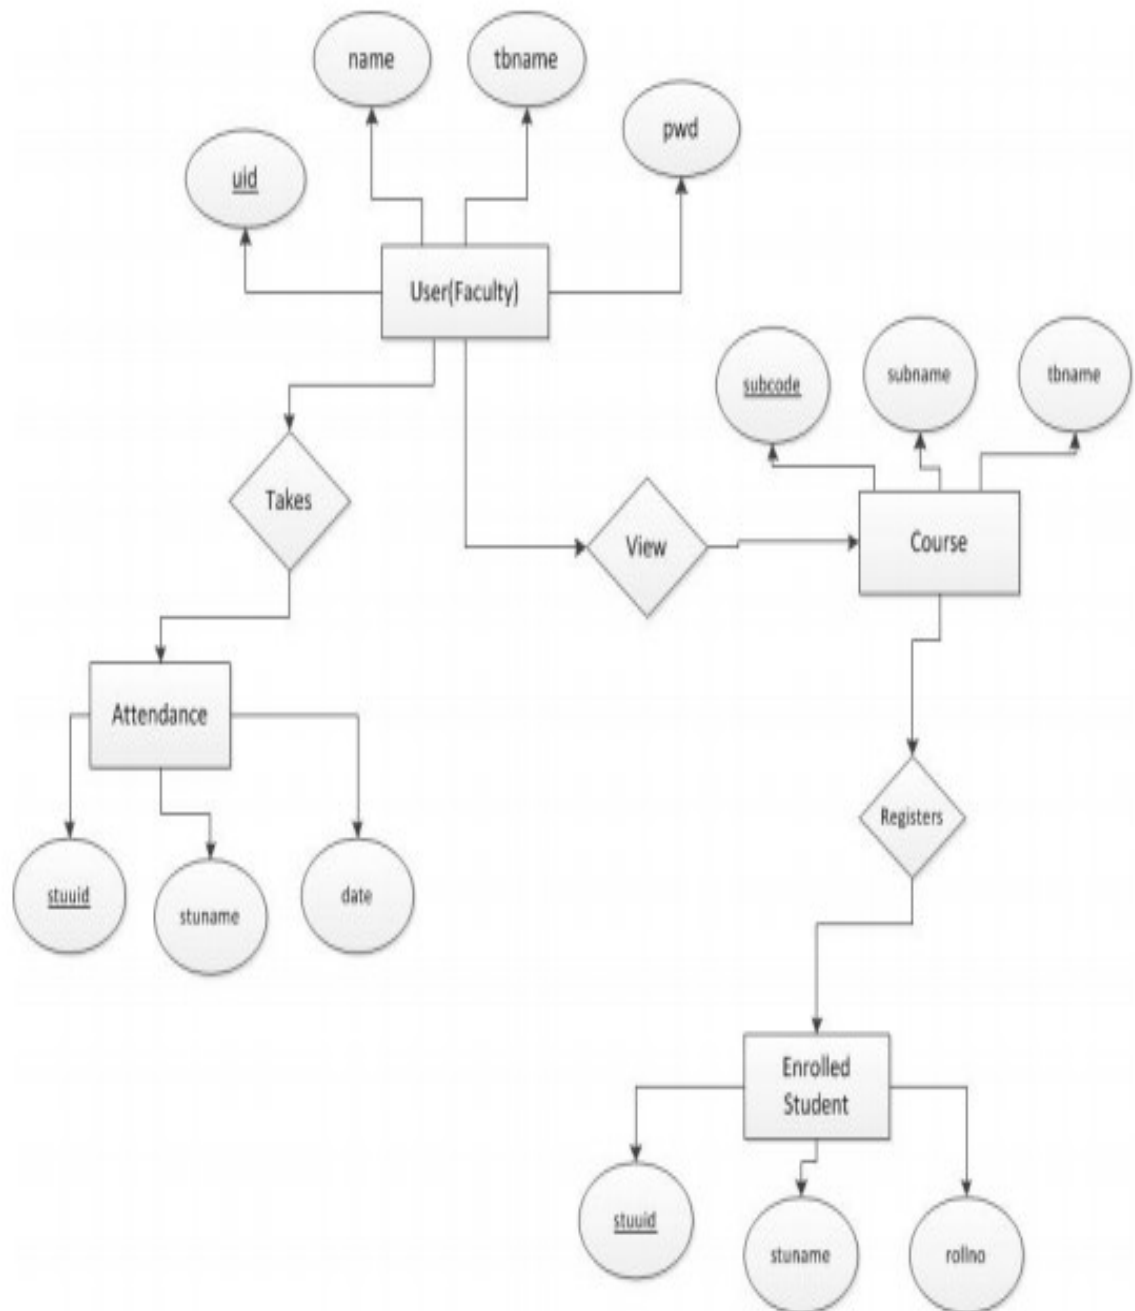 name
tbname
pwd
uid
User(Faculty)
subcode
subname
tbname
Takes
View
Course
Attendance
Registers
stuuid
stuname
date
Enrolled
Student
stuuid
stuname
rollno